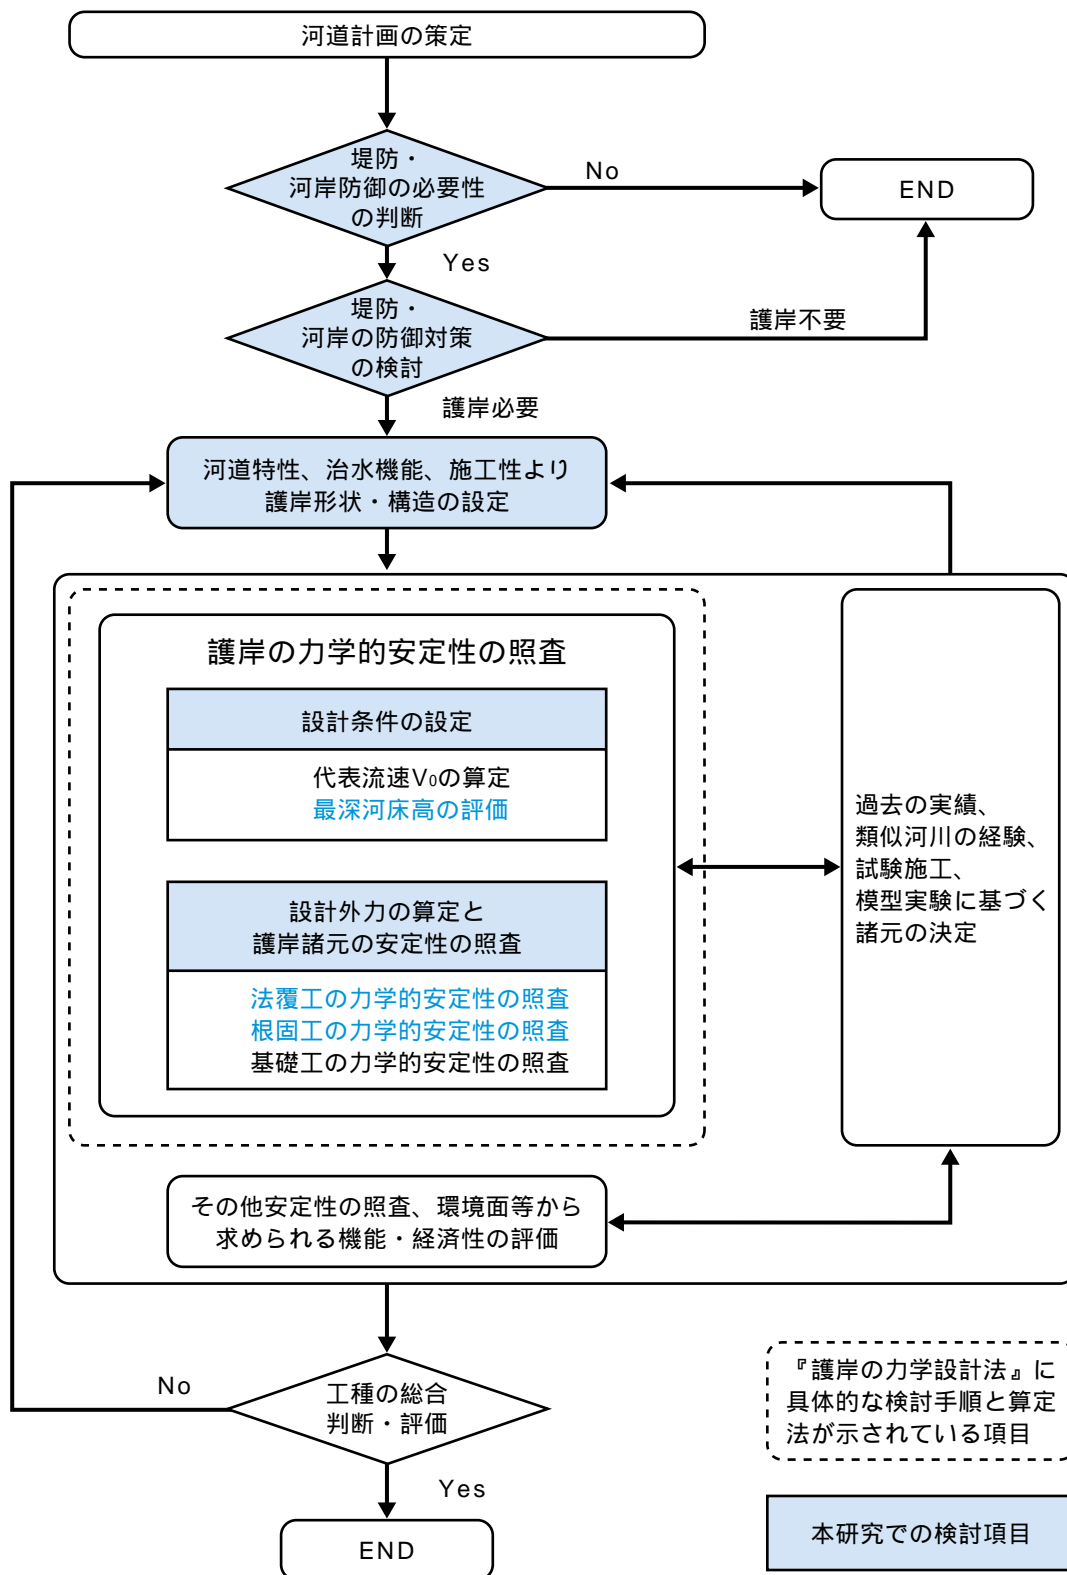 河道計画の策定
堤防・
河岸防御の必要性
の判断
No
END
Yes
堤防・
河岸の防御対策
の検討
護岸不要
護岸必要
河道特性、治水機能、施工性より
護岸形状・構造の設定
護岸の力学的安定性の照査
設計条件の設定
代表流速V₀の算定
最深河床高の評価
設計外力の算定と
護岸諸元の安定性の照査
法覆工の力学的安定性の照査
根固工の力学的安定性の照査
基礎工の力学的安定性の照査
過去の実績、
類似河川の経験、
試験施工、
模型実験に基づく
諸元の決定
その他安定性の照査、環境面等から
求められる機能・経済性の評価
No
工種の総合
判断・評価
Yes
END
『護岸の力学設計法』に
具体的な検討手順と算定
法が示されている項目
本研究での検討項目